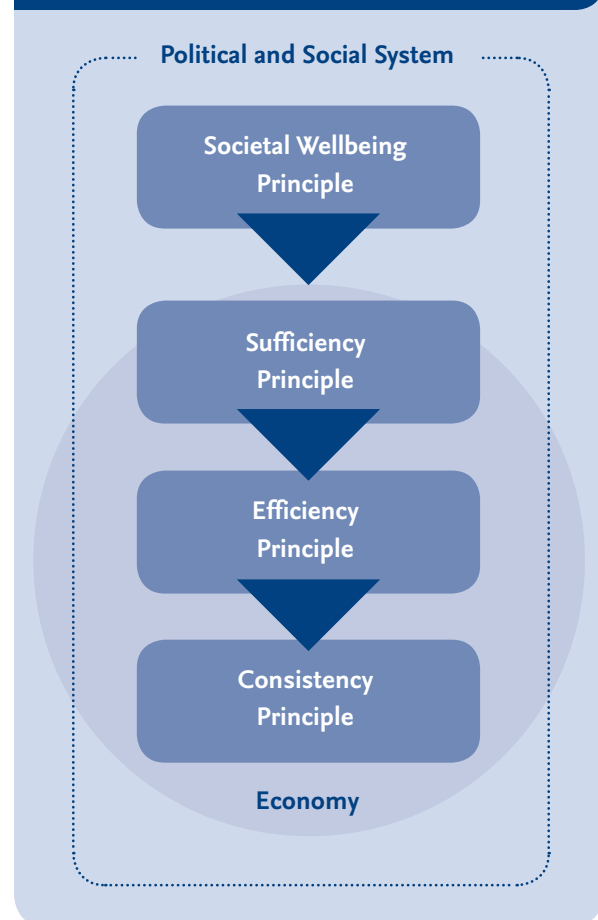 Political and Social System
Societal Wellbeing
Principle
Sufficiency
Principle
Efficiency
Principle
Consistency
Principle
Economy